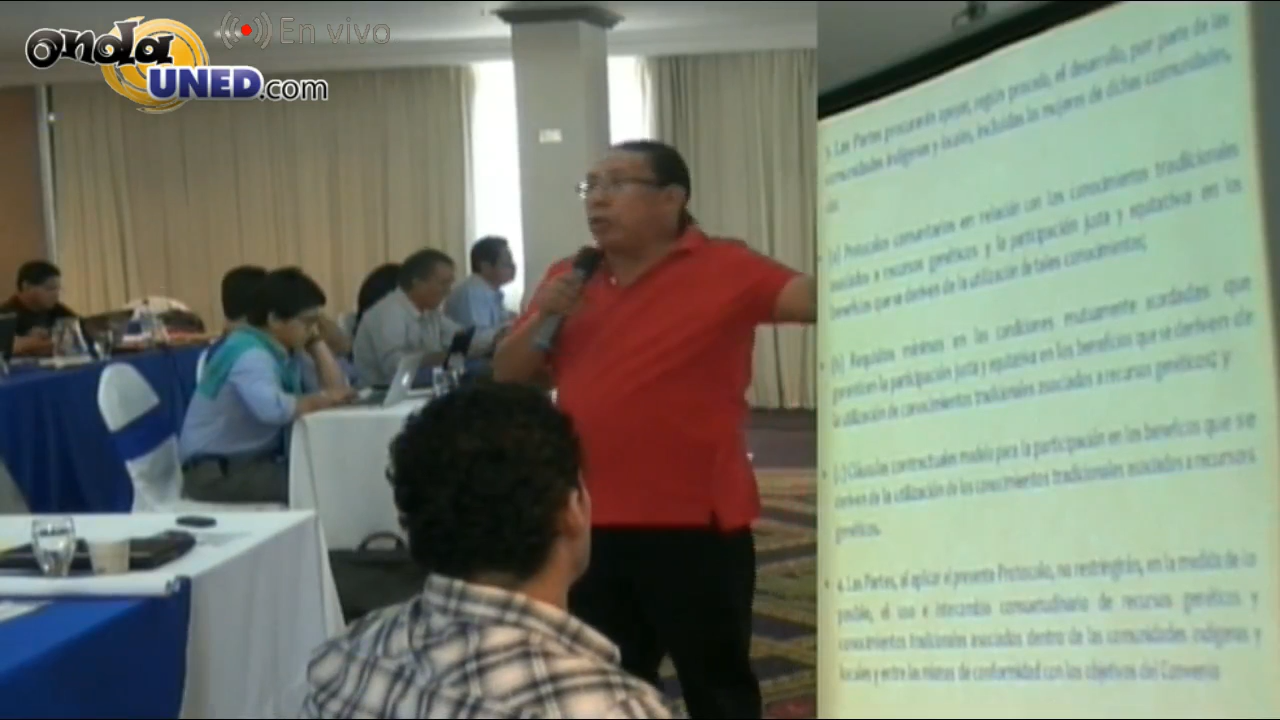 onda
UNED.com
En vivo
3. Las Partes procurarán apoyar, según proceda, el desarrollo, por parte de las
comunidades indígenas y locales, incluidas las mujeres de dichas comunidades,
de:
(a) Protocolos comunitarios en relación con los conocimientos tradicionales
asociados a recursos genéticos y la participación justa y equitativa en los
beneficios que se deriven de la utilización de tales conocimientos;
(b) Requisitos mínimos en las condiciones mutuamente acordadas que
garanticen la participación justa y equitativa en los beneficios que se deriven de
la utilización de conocimientos tradicionales asociados a recursos genéticos; y
(c) Cláusulas contractuales modelo para la participación en los beneficios que se
deriven de la utilización de los conocimientos tradicionales asociados a recursos
genéticos.
4. Las Partes, al aplicar el presente Protocolo, no restringirán, en la medida de lo
posible, el uso e intercambio consuetudinario de recursos genéticos y
conocimientos tradicionales asociados dentro de las comunidades indígenas y
locales y entre las mismas de conformidad con los objetivos del Convenio